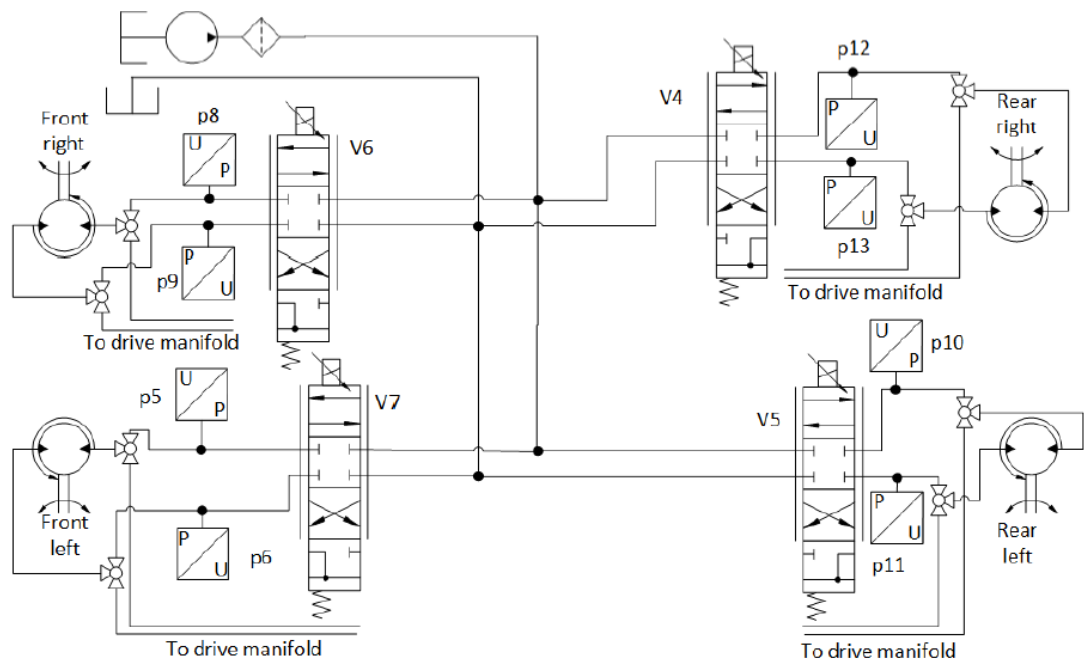 p12
V4
Front
right
p8
V6
P
U
Rear
right
U
P
P
U
p13
p9
P
U
To drive manifold
To drive manifold
p10
U
P
p5
U
P
V7
V5
Front
left
P
U
p6
P
U
p11
Rear
left
To drive manifold
To drive manifold